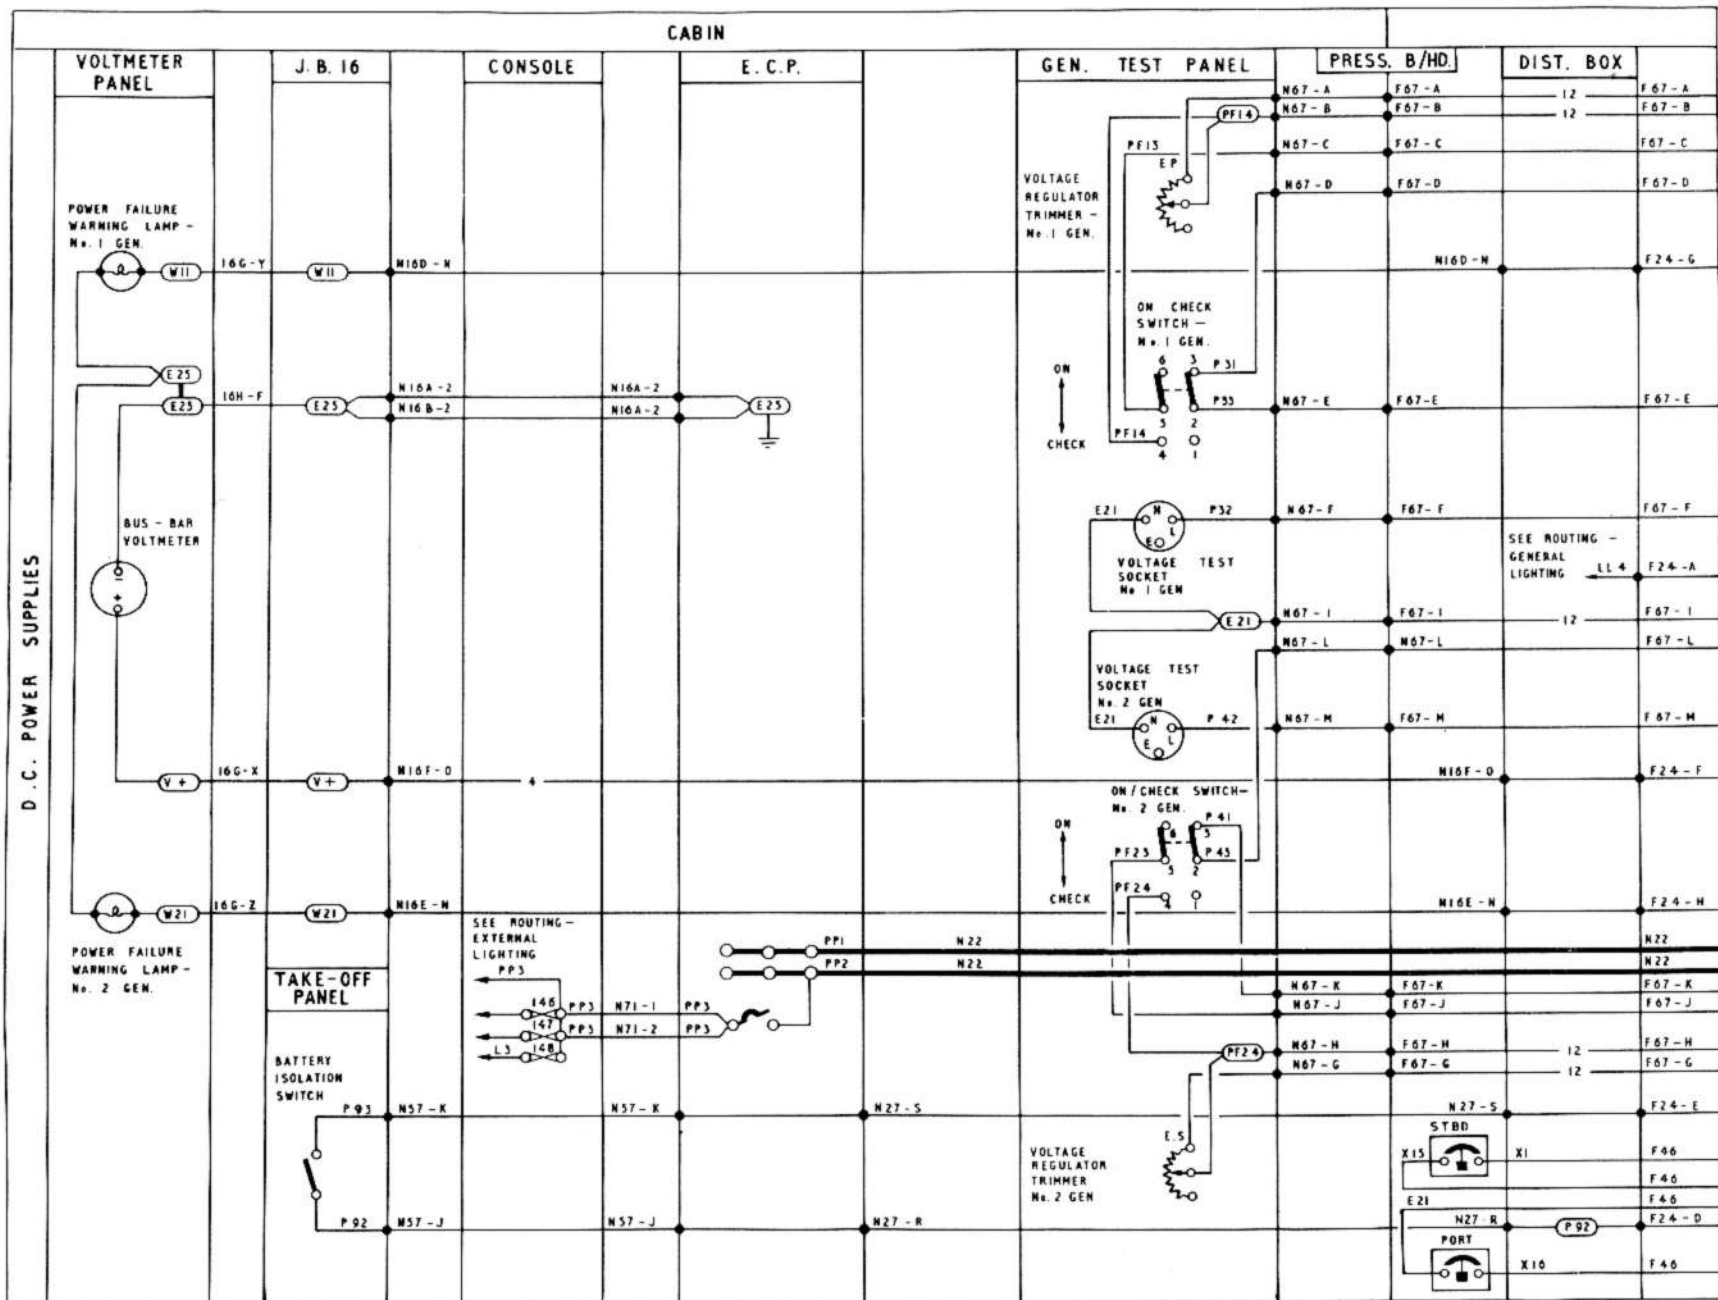 CABIN
VOLTMETER
PANEL
J.B. 16
CONSOLE
E.C.P.
GEN. TEST PANEL
PRESS. B/HD.
DIST. BOX
D.C. POWER SUPPLIES
N67-A
F67-A
12
F67-A
PF14
N67-B
F67-B
12
F67-B
PF13
N67-C
F67-C
F67-C
EP
N67-D
F67-D
F67-D
VOLTAGE
REGULATOR
TRIMMER -
No.1 GEN.
POWER FAILURE
WARNING LAMP -
No.1 GEN.
W11
16G-Y
W11
N16D-N
N16D-N
F24-G
ON CHECK
SWITCH -
No.1 GEN.
6 3
P31
ON
CHECK
E25
E25
16H-F
E25
N16A-2
N16B-2
N16A-2
N16A-2
E25
P33
N67-E
F67-E
F67-E
5 2
PF14
4 1
E21
N
L
E
P32
N67-F
F67-F
F67-F
VOLTAGE TEST
SOCKET
No 1 GEN
BUS-BAR
VOLTMETER
-
+
SEE ROUTING -
GENERAL
LIGHTING
LL4
F24-A
E21
N67-I
F67-I
12
F67-I
N67-L
N67-L
F67-L
VOLTAGE TEST
SOCKET
No. 2 GEN
E21
N
L
E
P42
N67-M
F67-M
F67-M
V+
16G-X
V+
N16F-O
4
N16F-O
F24-F
ON/CHECK SWITCH-
No. 2 GEN.
ON
CHECK
P41
6 3
PF23
P43
5 2
PF24
4 1
W21
16G-Z
W21
N16E-N
N16E-N
F24-H
POWER FAILURE
WARNING LAMP-
No. 2 GEN.
SEE ROUTING-
EXTERNAL
LIGHTING
PP3
PP1
N22
N22
PP2
N22
N22
TAKE-OFF
PANEL
146
PP3
N71-1
PP3
147
PP3
N71-2
PP3
L3
148
N67-K
F67-K
F67-K
N67-J
F67-J
F67-J
PF24
N67-H
F67-H
12
F67-H
N67-G
F67-G
12
F67-G
BATTERY
ISOLATION
SWITCH
P93
N57-K
N57-K
N27-S
N27-S
F24-E
E.S
VOLTAGE
REGULATOR
TRIMMER
No. 2 GEN
STBD
X15
X1
F46
F46
E21
F46
P92
N57-J
N57-J
N27-R
N27-R
P92
F24-D
PORT
X16
F46